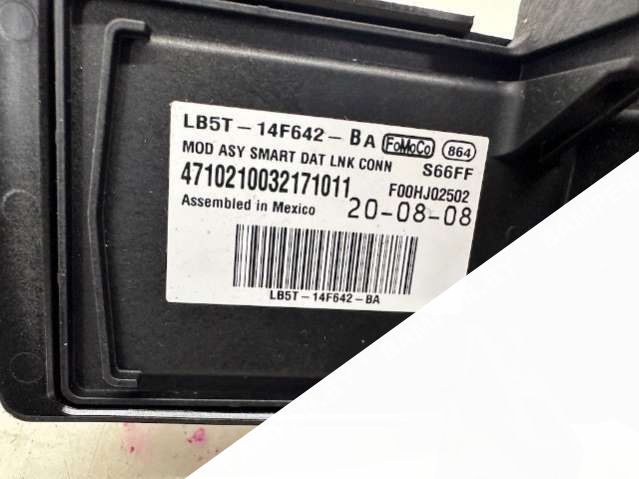 LB5T-14F642-BA FoMoCo 864
MOD ASY SMART DAT LNK CONN S66FF
4710210032171011 F00HJ02502
Assembled in Mexico 20-08-08
LB5T-14F642-BA